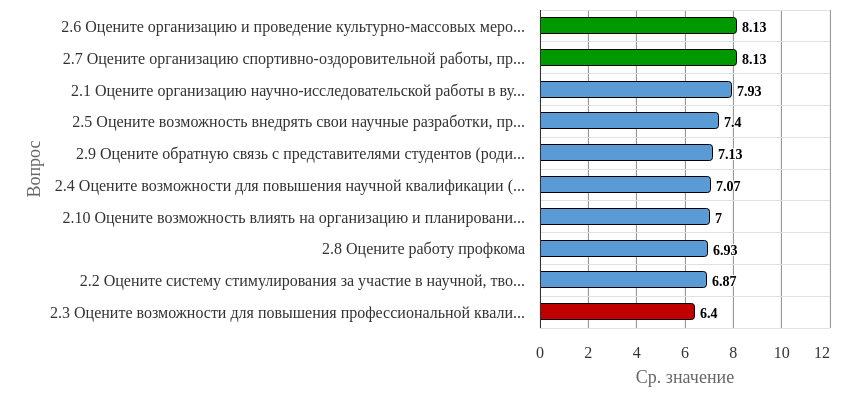 2.6 Оцените организацию и проведение культурно-массовых меро... 8.13
2.7 Оцените организацию спортивно-оздоровительной работы, пр... 8.13
2.1 Оцените организацию научно-исследовательской работы в ву... 7.93
2.5 Оцените возможность внедрять свои научные разработки, пр... 7.4
2.9 Оцените обратную связь с представителями студентов (роди... 7.13
2.4 Оцените возможности для повышения научной квалификации (... 7.07
2.10 Оцените возможность влиять на организацию и планировани... 7
2.8 Оцените работу профкома 6.93
2.2 Оцените систему стимулирования за участие в научной, тво... 6.87
2.3 Оцените возможности для повышения профессиональной квали... 6.4
Вопрос
0 2 4 6 8 10 12
Ср. значение